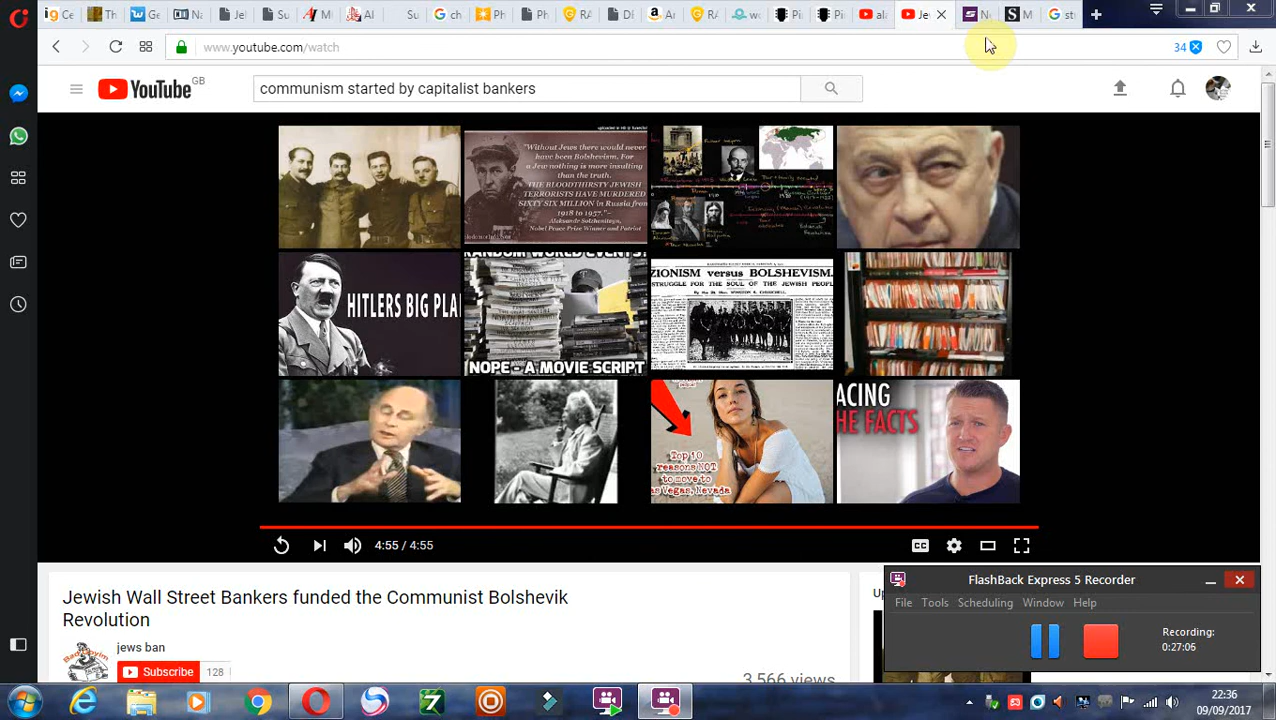 www.youtube.com/watch
34
YouTube GB
communism started by capitalist bankers
"Without Jews there would never
have been Bolshevism. For
a Jew nothing is more insulting
than the truth.
THE BLOODTHIRSTY JEWISH
TERRORISTS HAVE MURDERED
SIXTY SIX MILLION in Russia from
1918 to 1957."
Aleksandr Solzhenitsyn,
Nobel Peace Prize Winner and Patriot
HITLER BIG PLA
RANDOM WORLD EVENTS?
NOPE - A MOVIE SCRIPT
ZIONISM versus BOLSHEVISM.
STRUGGLE FOR THE SOUL OF THE JEWISH PEOPL
Top 10
reasons NOT
to move to
as Vegas, Nevada
ACING
HE FACTS
4:55 / 4:55
CC
Jewish Wall Street Bankers funded the Communist Bolshevik
Revolution
jews ban
Subscribe 128
3,566 views
Up
FlashBack Express 5 Recorder
File Tools Scheduling Window Help
Recording:
0:27:06
22:36
09/09/2017